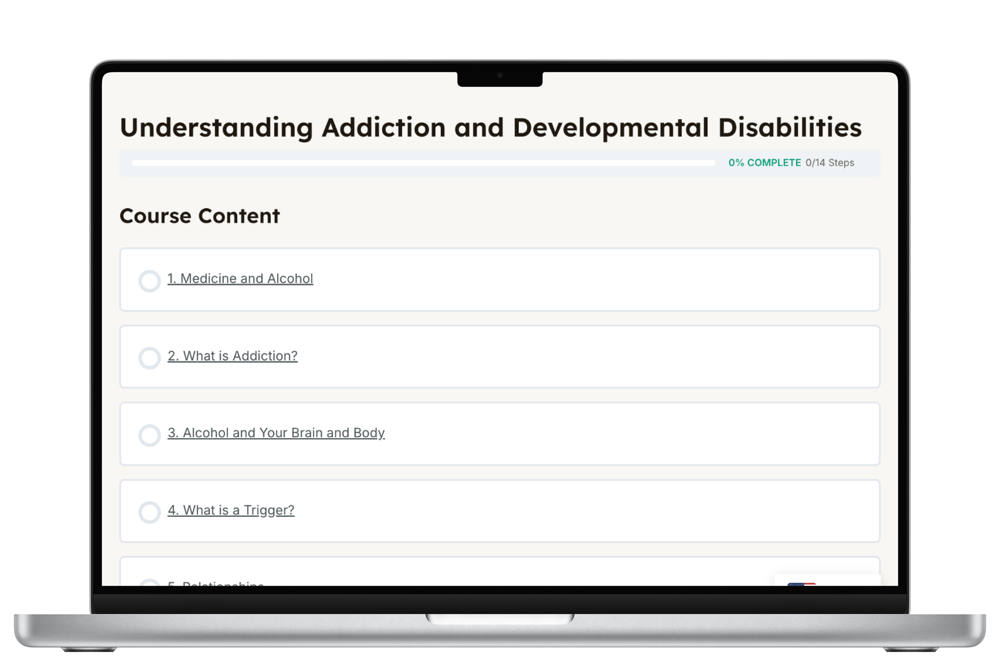 Understanding Addiction and Developmental Disabilities
0% COMPLETE 0/14 Steps
Course Content
1. Medicine and Alcohol
2. What is Addiction?
3. Alcohol and Your Brain and Body
4. What is a Trigger?
5. Relationships